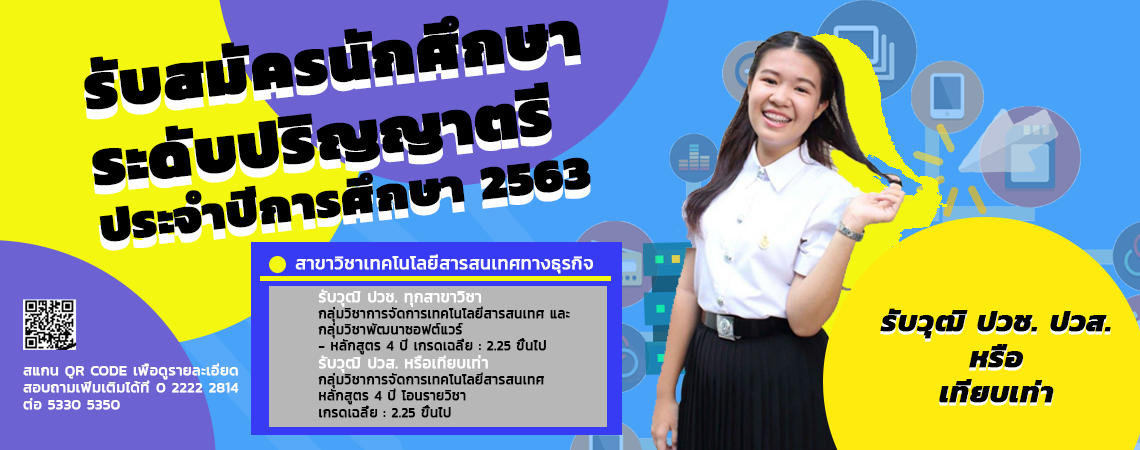 รับสมัครนักศึกษา
ระดับปริญญาตรี
ประจำปีการศึกษา 2563
สาขาวิชาเทคโนโลยีสารสนเทศทางธุรกิจ
รับวุฒิ ปวช. ทุกสาขาวิชา
กลุ่มวิชาการจัดการเทคโนโลยีสารสนเทศ และ
กลุ่มวิชาพัฒนาซอฟต์แวร์
- หลักสูตร 4 ปี เกรดเฉลี่ย : 2.25 ขึ้นไป
รับวุฒิ ปวส. หรือเทียบเท่า
กลุ่มวิชาการจัดการเทคโนโลยีสารสนเทศ
หลักสูตร 4 ปี โอนรายวิชา
เกรดเฉลี่ย : 2.25 ขึ้นไป
สแกน QR CODE เพื่อดูรายละเอียด
สอบถามเพิ่มเติมได้ที่ 0 2222 2814
ต่อ 5330 5350
รับวุฒิ ปวช. ปวส.
หรือ
เทียบเท่า